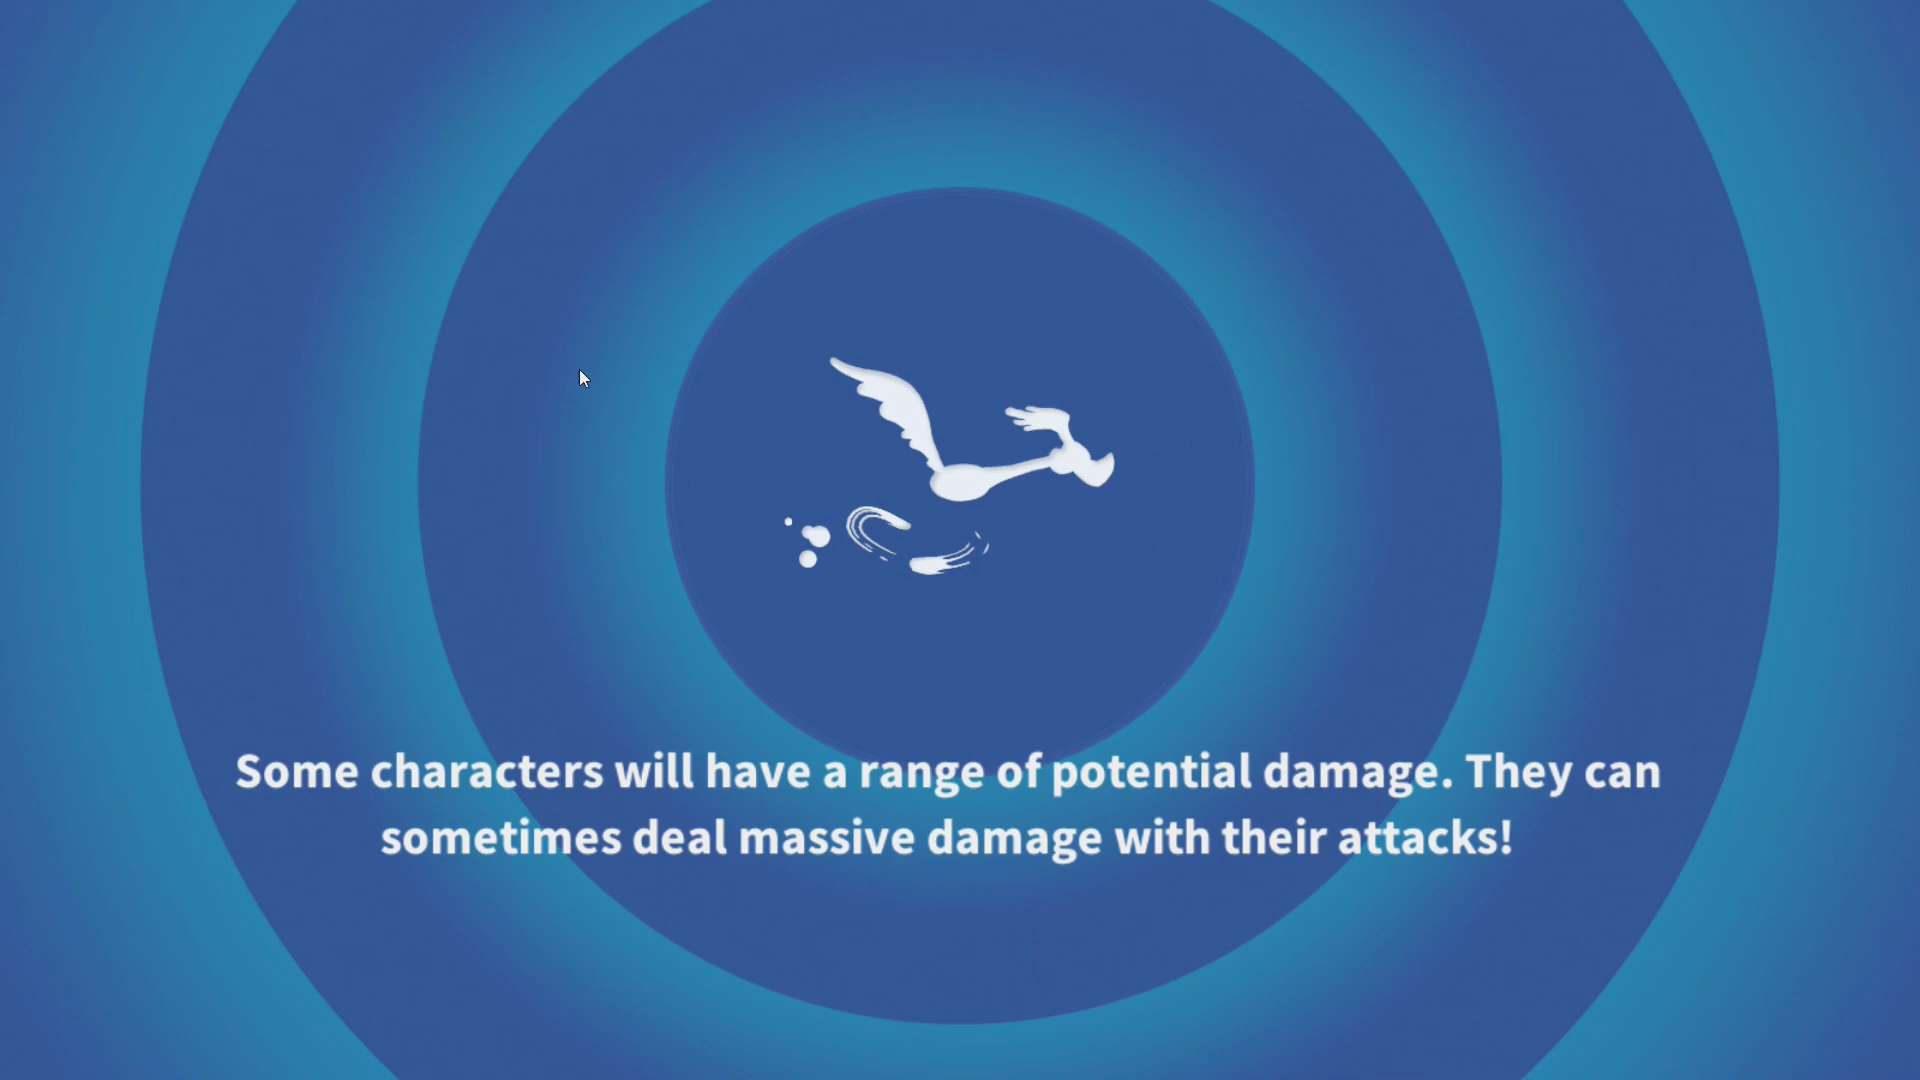 Some characters will have a range of potential damage. They can
sometimes deal massive damage with their attacks!